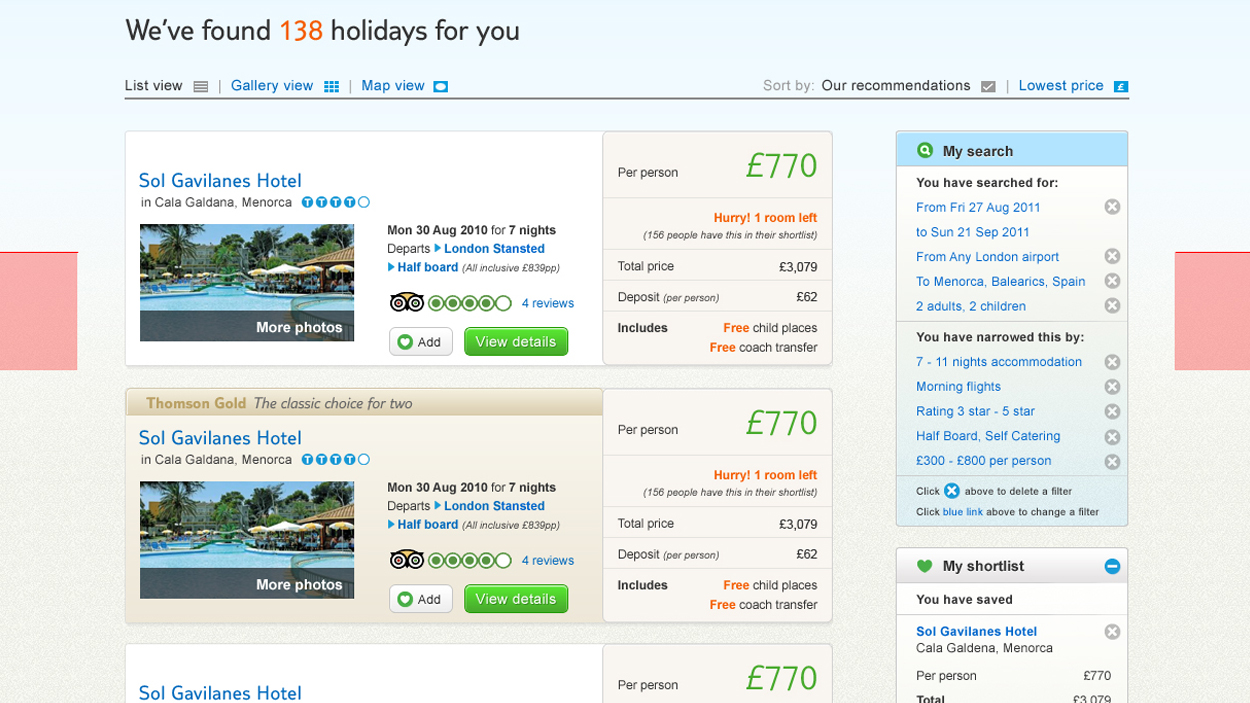 We've found 138 holidays for you
List view | Gallery view | Map view
Sort by: Our recommendations | Lowest price £
Sol Gavilanes Hotel
in Cala Galdana, Menorca T T T T
Mon 30 Aug 2010 for 7 nights
Departs London Stansted
Half board (All inclusive £839pp)
4 reviews
More photos
Add
View details
Per person £770
Hurry! 1 room left
(156 people have this in their shortlist)
Total price £3,079
Deposit (per person) £62
Includes Free child places
Free coach transfer
Thomson Gold The classic choice for two
Sol Gavilanes Hotel
in Cala Galdana, Menorca T T T T
Mon 30 Aug 2010 for 7 nights
Departs London Stansted
Half board (All inclusive £839pp)
4 reviews
More photos
Add
View details
Per person £770
Hurry! 1 room left
(156 people have this in their shortlist)
Total price £3,079
Deposit (per person) £62
Includes Free child places
Free coach transfer
Sol Gavilanes Hotel
Per person £770
My search
You have searched for:
From Fri 27 Aug 2011
to Sun 21 Sep 2011
From Any London airport
To Menorca, Balearics, Spain
2 adults, 2 children
You have narrowed this by:
7 - 11 nights accommodation
Morning flights
Rating 3 star - 5 star
Half Board, Self Catering
£300 - £800 per person
Click above to delete a filter
Click blue link above to change a filter
My shortlist
You have saved
Sol Gavilanes Hotel
Cala Galdena, Menorca
Per person £770
Total £3,079